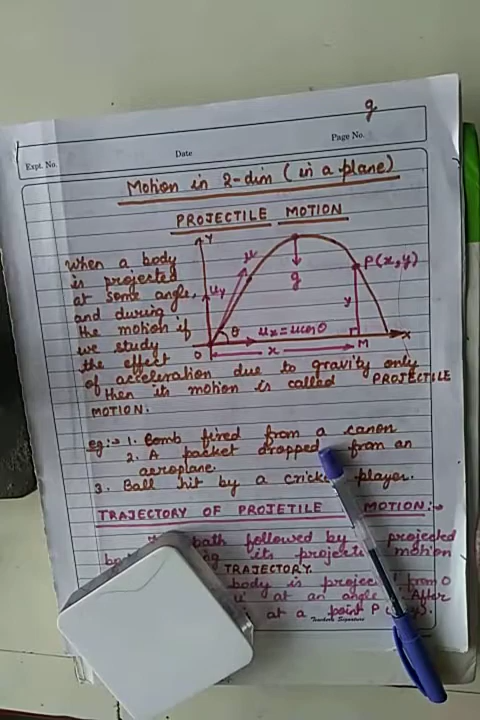 g
Page No.
Date
Expt. No.
Motion in 2-dim (in a plane)
PROJECTILE MOTION
When a body
is projected
at some angle,
and during
the motion if
we study
the effect
of acceleration due to gravity only
then its motion is called PROJECTILE
MOTION.
Y
u
uy
θ
ux = ucosθ
g
P(x,y)
y
O
x
M
X
eg:- 1. Bomb fired from a canon
2. A packet dropped from an
aeroplane.
3. Ball hit by a cricket player.
TRAJECTORY OF PROJETILE MOTION:→
path followed by projected
its projectile motion
TRAJECTORY.
body is projected from O
at an angle After
at a point P
Teacher's Signature